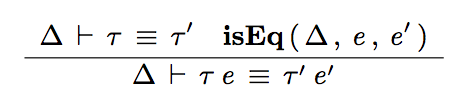 Δ ⊢ τ ≡ τ′ isEq ( Δ , e , e′ )
Δ ⊢ τ e ≡ τ′ e′